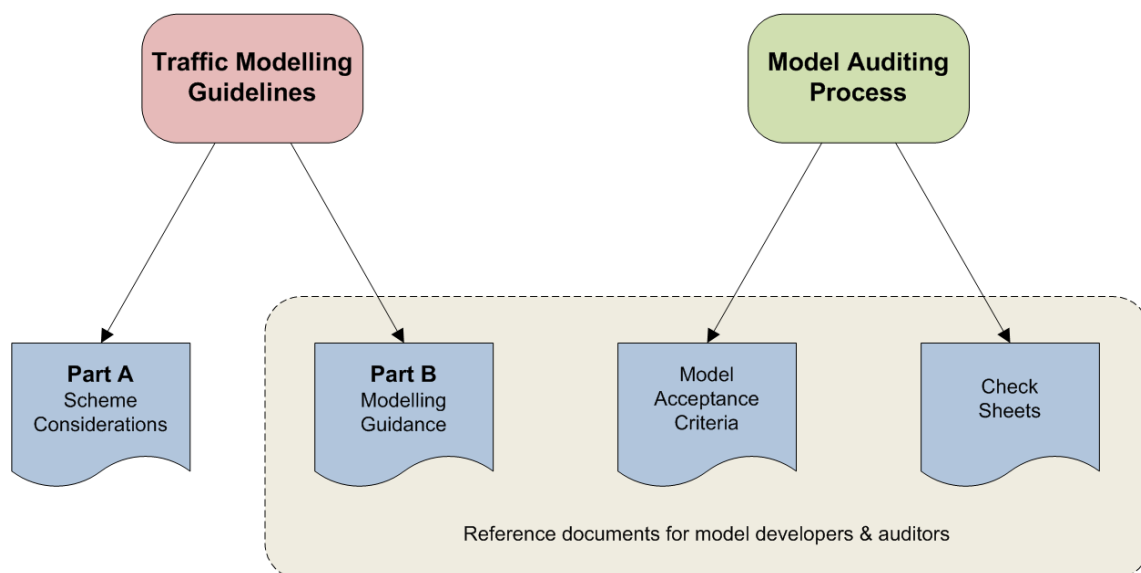 Traffic Modelling
Guidelines
Model Auditing
Process
Part A
Scheme
Considerations
Part B
Modelling
Guidance
Model
Acceptance
Criteria
Check
Sheets
Reference documents for model developers & auditors